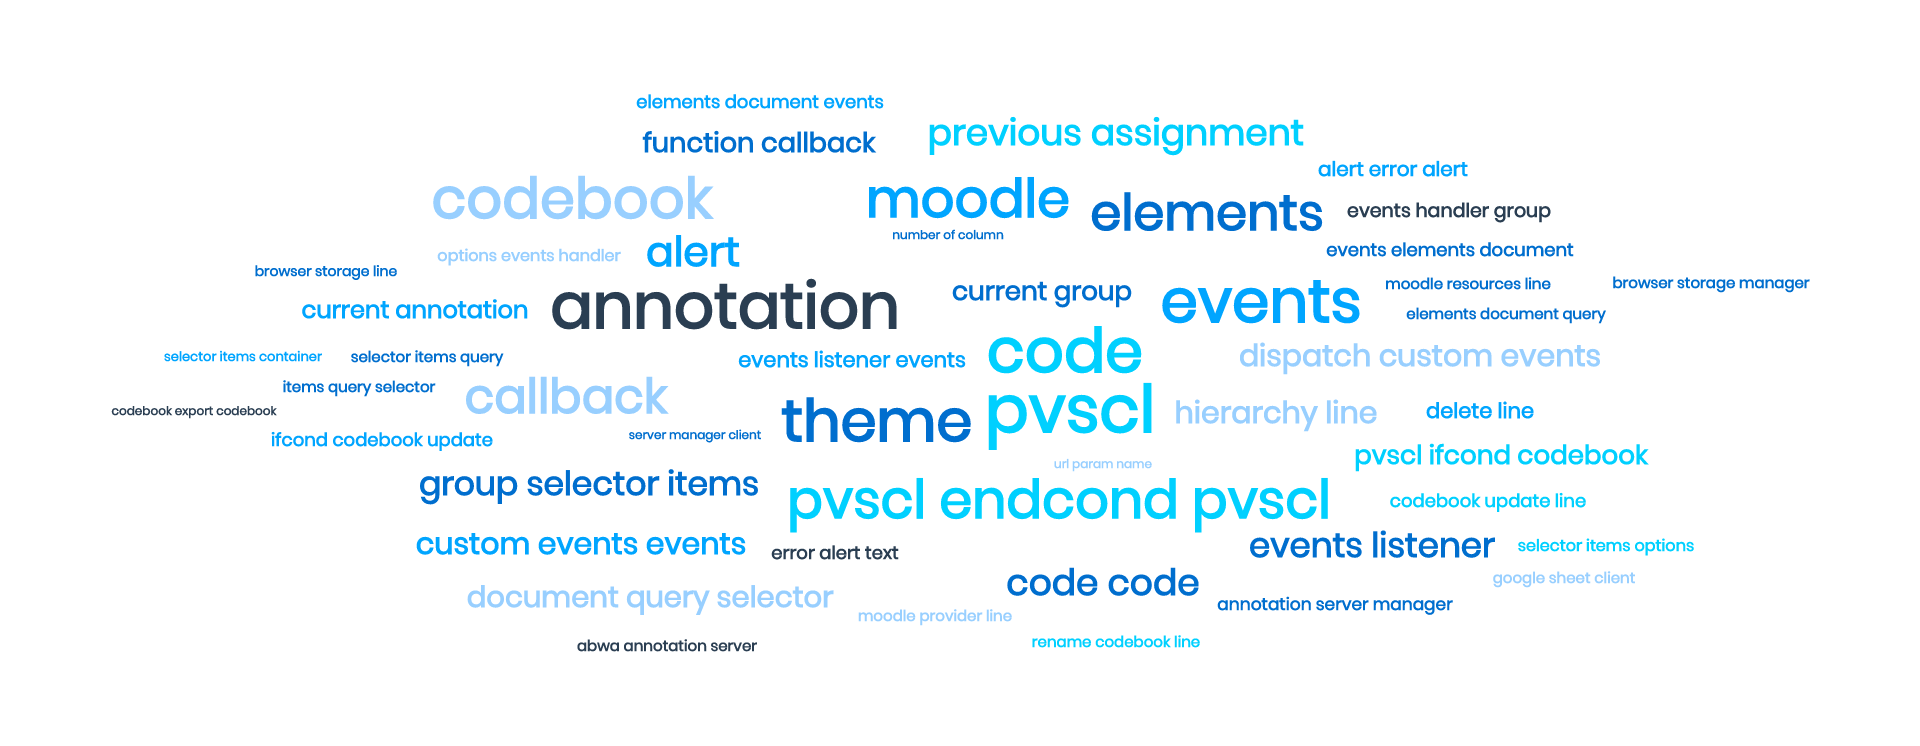 elements document events
function callback
previous assignment
alert error alert
codebook
moodle
elements
events handler group
number of column
options events handler
alert
events elements document
browser storage line
current annotation
annotation
current group
events
moodle resources line
browser storage manager
elements document query
selector items container
selector items query
events listener events
code
dispatch custom events
items query selector
callback
codebook export codebook
theme
pvscl
hierarchy line
delete line
ifcond codebook update
server manager client
url param name
pvscl ifcond codebook
group selector items
pvscl endcond pvscl
codebook update line
custom events events
error alert text
events listener
selector items options
google sheet client
code code
document query selector
annotation server manager
moodle provider line
abwa annotation server
rename codebook line